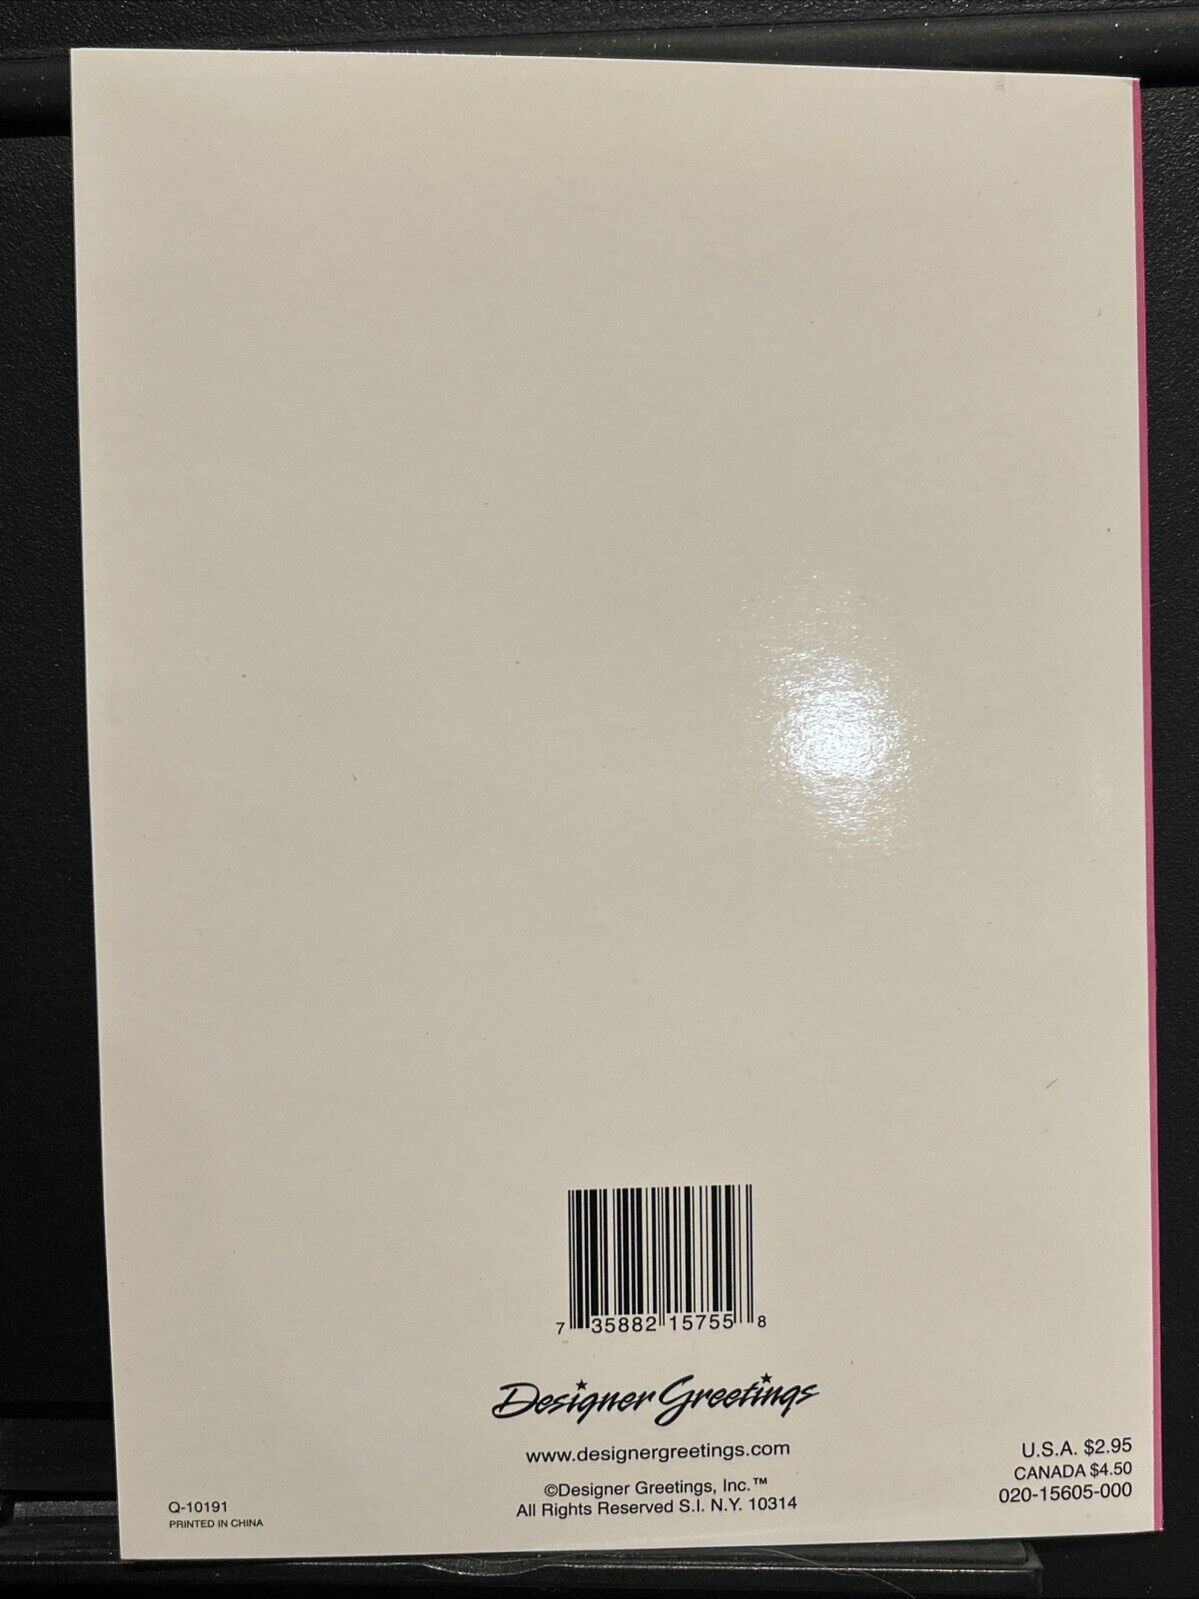 7 35882 15755 8
Designer Greetings
www.designergreetings.com
©Designer Greetings, Inc.™
All Rights Reserved S.I. N.Y. 10314
U.S.A. $2.95
CANADA $4.50
020-15605-000
Q-10191
PRINTED IN CHINA